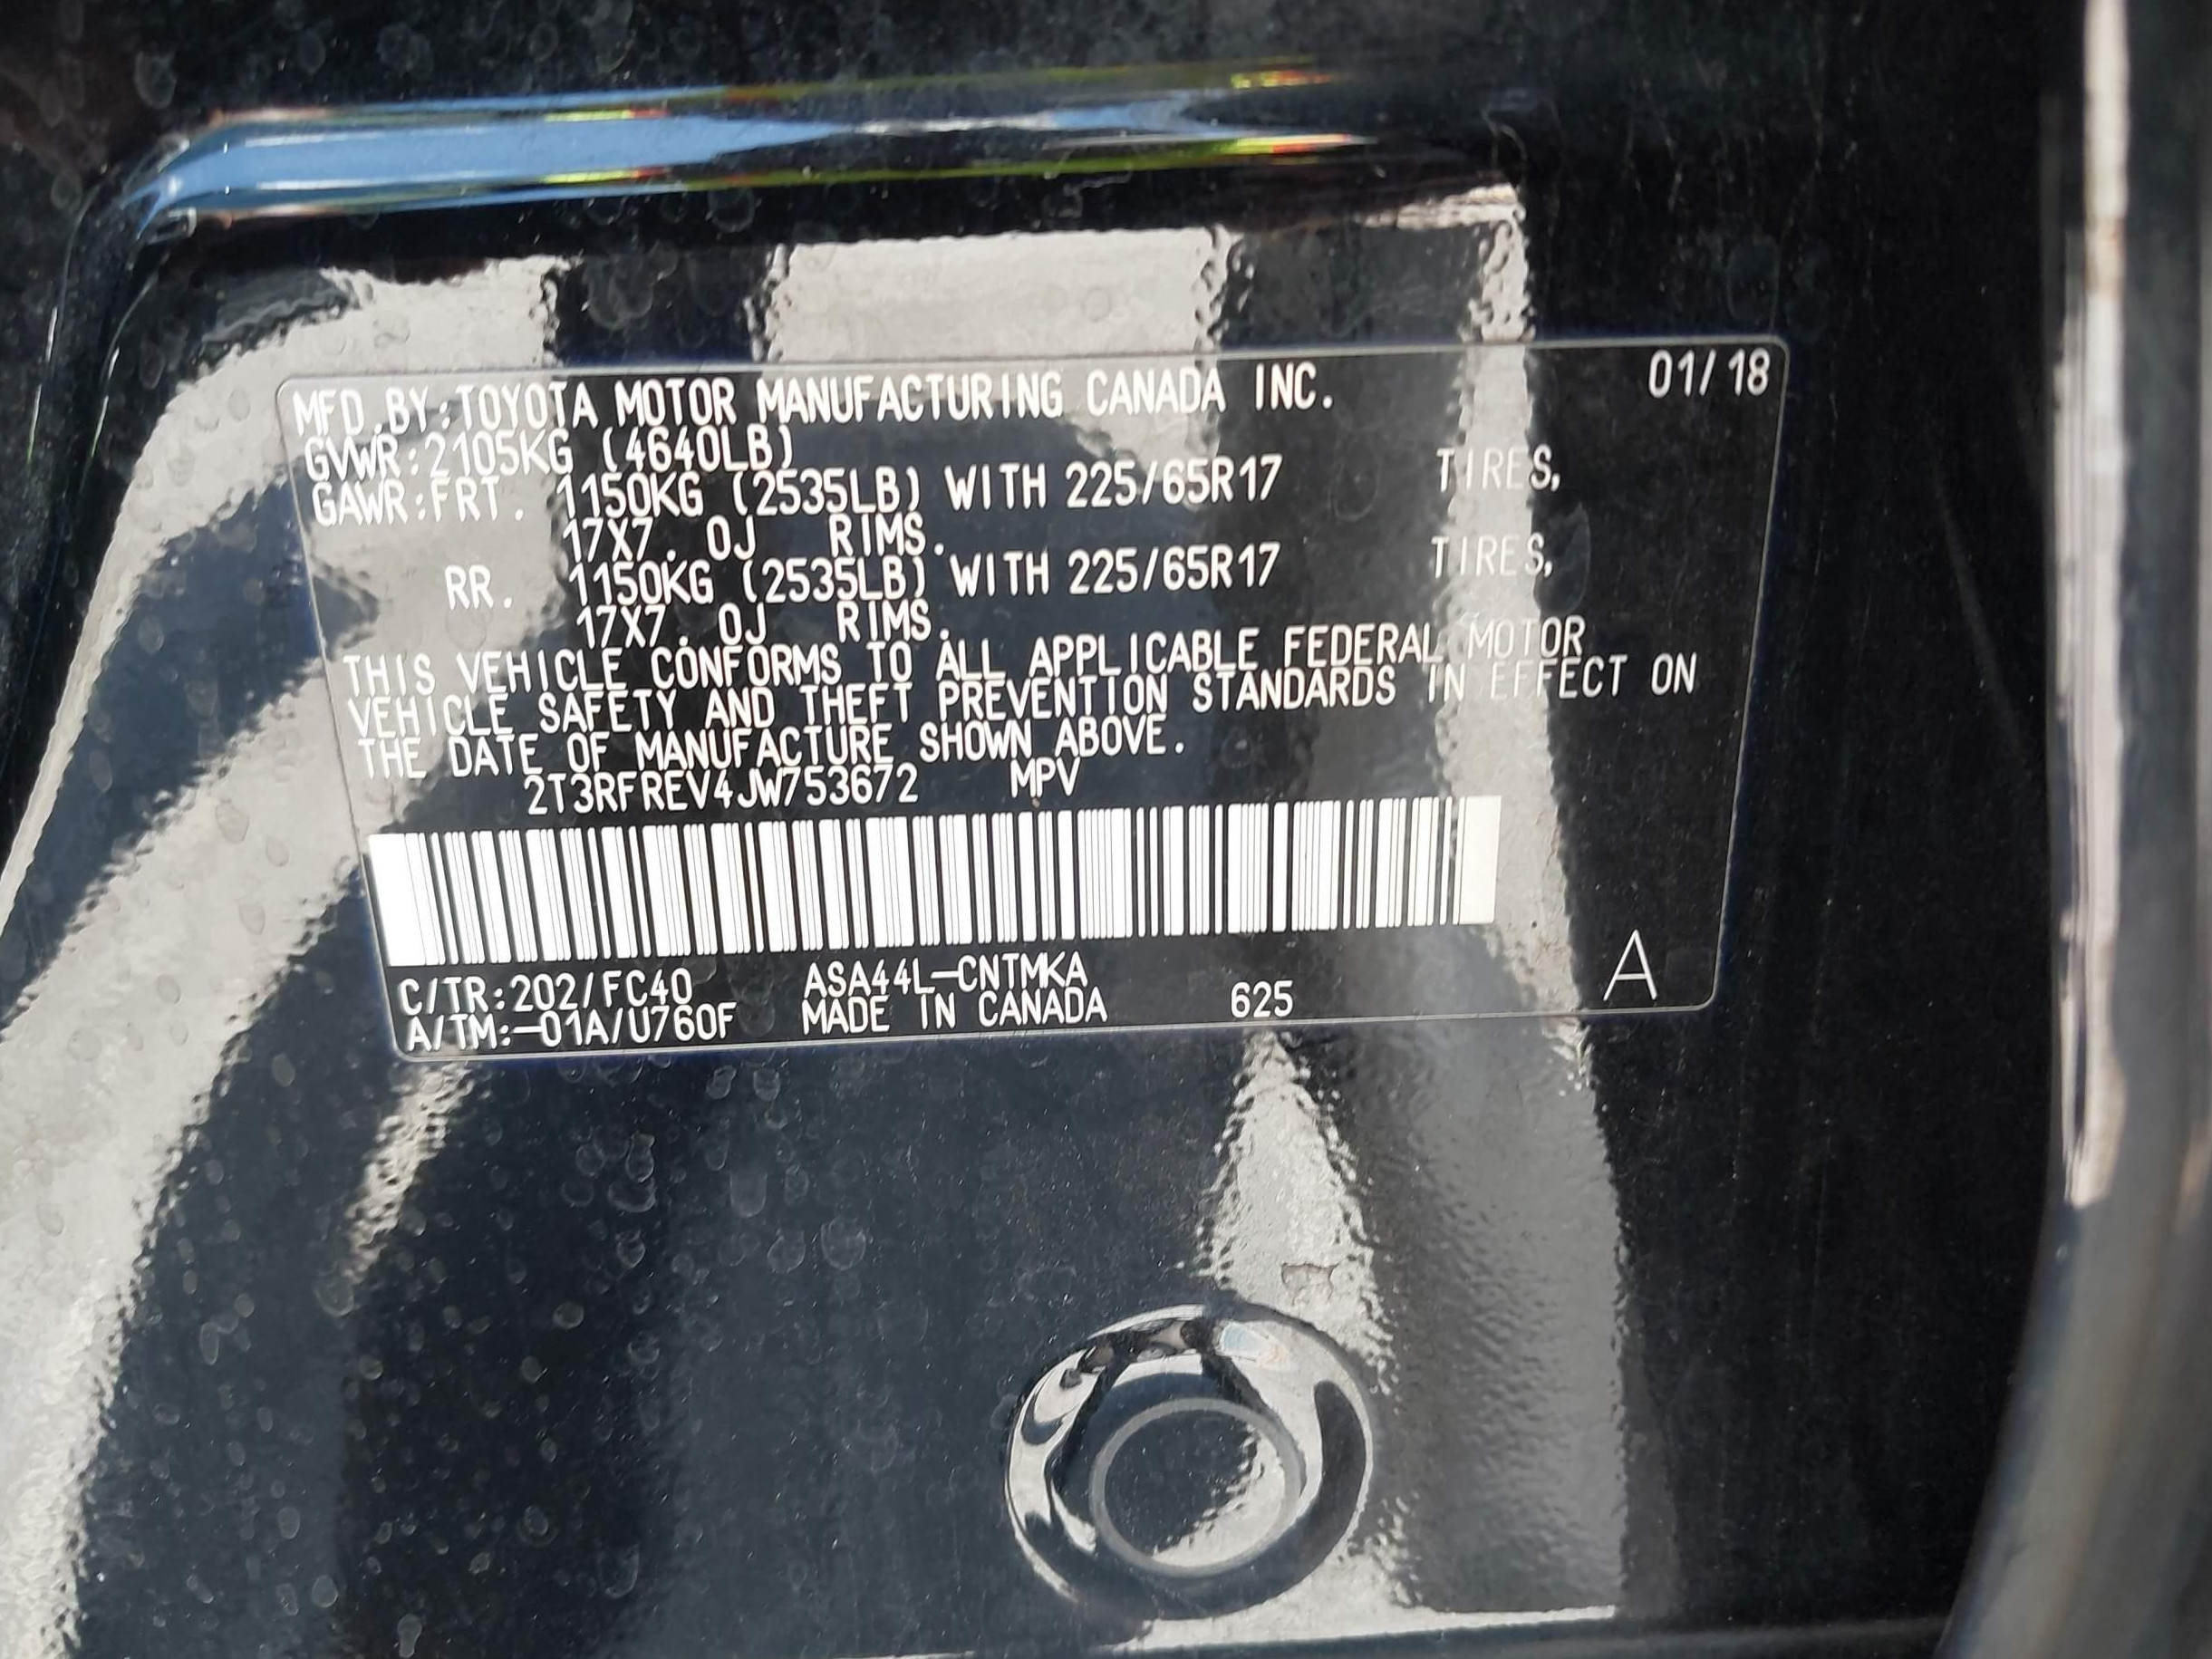 MFD.BY:TOYOTA MOTOR MANUFACTURING CANADA INC. 01/18
GVWR:2105KG (4640LB)
GAWR:FRT. 1150KG (2535LB) WITH 225/65R17 TIRES,
17X7.0J RIMS.
RR. 1150KG (2535LB) WITH 225/65R17 TIRES,
17X7.0J RIMS.
THIS VEHICLE CONFORMS TO ALL APPLICABLE FEDERAL MOTOR
VEHICLE SAFETY AND THEFT PREVENTION STANDARDS IN EFFECT ON
THE DATE OF MANUFACTURE SHOWN ABOVE.
2T3RFREV4JW753672 MPV
C/TR:202/FC40 ASA44L-CNTMKA A
A/TM:-01A/U760F MADE IN CANADA 625